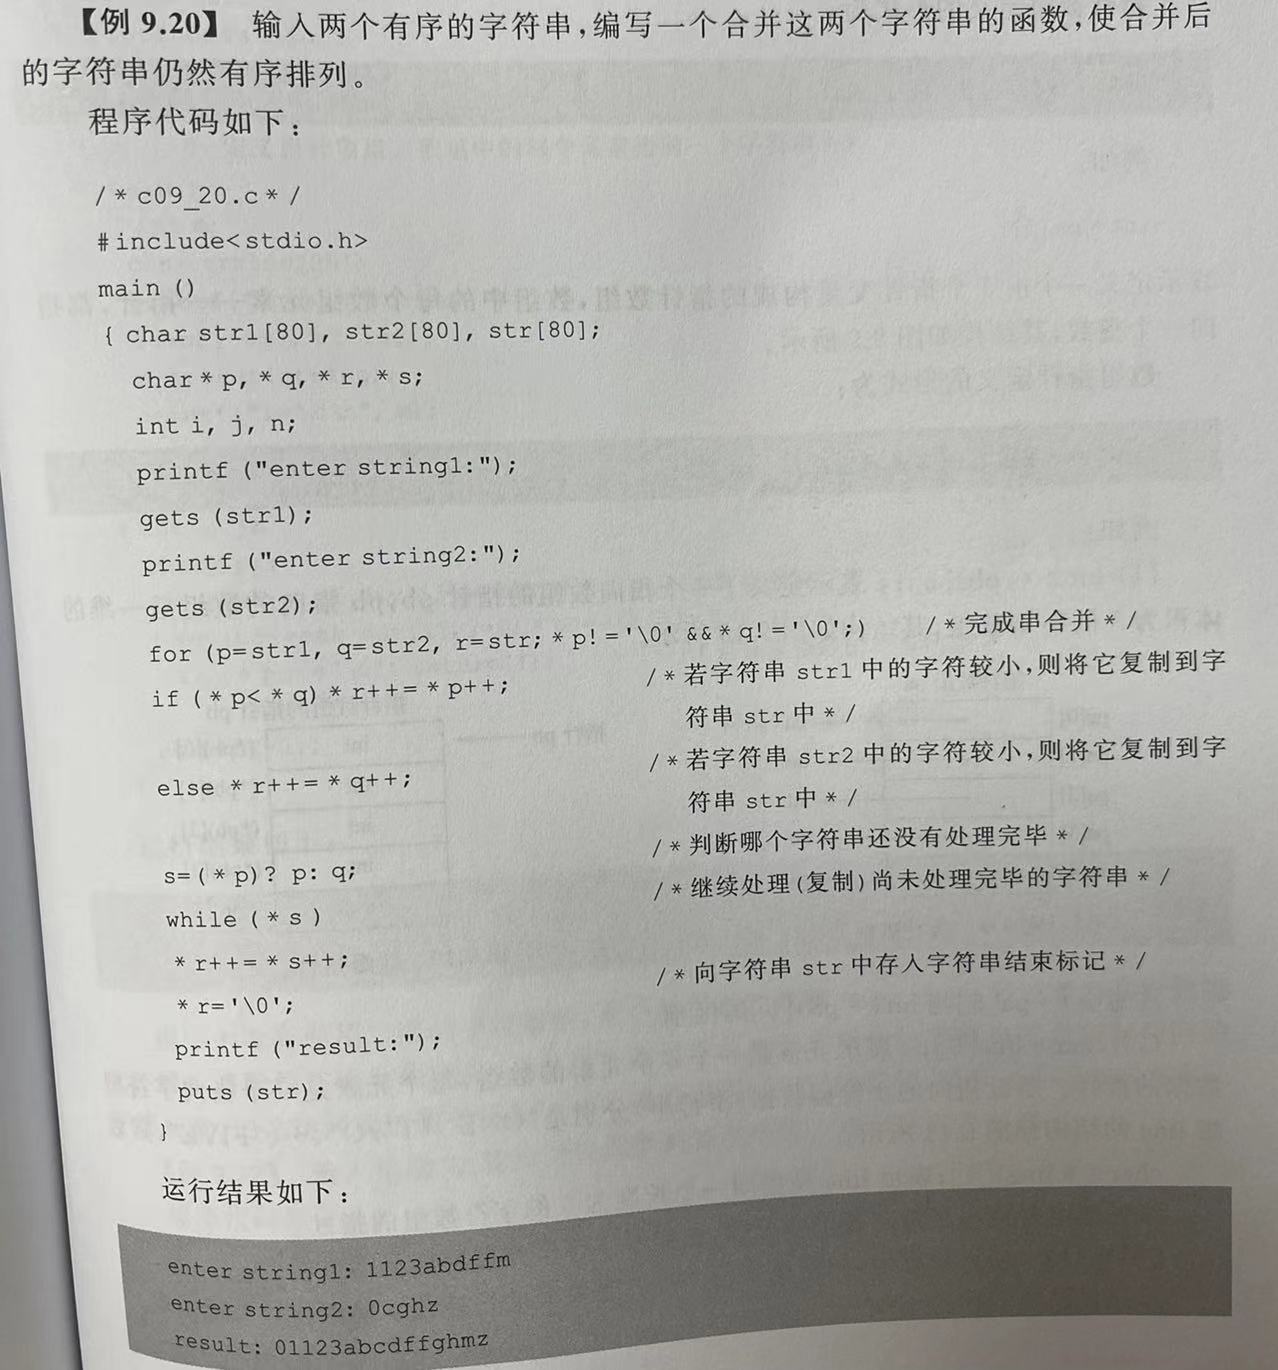 【例 9.20】 输入两个有序的字符串,编写一个合并这两个字符串的函数,使合并后
的字符串仍然有序排列。
程序代码如下:
/* c09_20.c */
#include<stdio.h>
main ()
{ char str1[80], str2[80], str[80];
char * p, * q, * r, * s;
int i, j, n;
printf ("enter string1:");
gets (str1);
printf ("enter string2:");
gets (str2);
for (p=str1, q=str2, r=str; * p!='\0' && * q!='\0';) /* 完成串合并 */
if ( * p< * q) * r++= * p++; /* 若字符串 str1 中的字符较小,则将它复制到字
符串 str 中 */
/* 若字符串 str2 中的字符较小,则将它复制到字
else * r++= * q++;
符串 str 中 */
/* 判断哪个字符串还没有处理完毕 */
s=( * p)? p: q;
/* 继续处理(复制)尚未处理完毕的字符串 */
while ( * s )
* r++= * s++;
/* 向字符串 str 中存入字符串结束标记 */
* r='\0';
printf ("result:");
puts (str);
}
运行结果如下:
enter string1: 1123abdffm
enter string2: 0cghz
result: 01123abcdffghmz